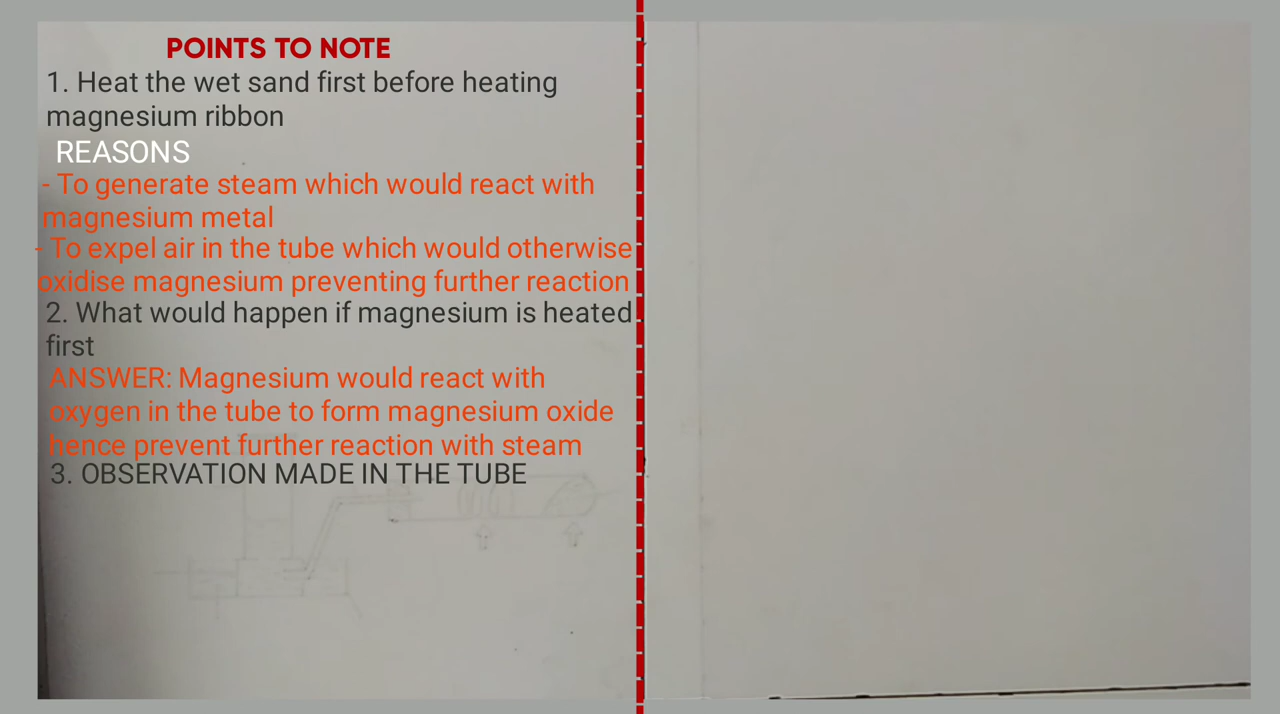 POINTS TO NOTE
1. Heat the wet sand first before heating
magnesium ribbon
REASONS
- To generate steam which would react with
magnesium metal
- To expel air in the tube which would otherwise
oxidise magnesium preventing further reaction
2. What would happen if magnesium is heated
first
ANSWER: Magnesium would react with
oxygen in the tube to form magnesium oxide
hence prevent further reaction with steam
3. OBSERVATION MADE IN THE TUBE